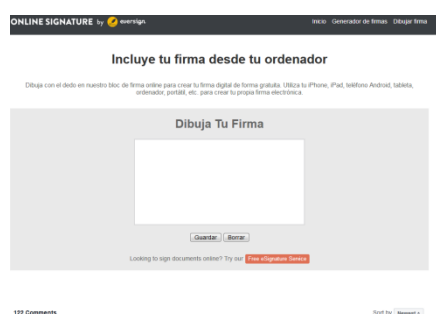 ONLINE SIGNATURE by eversign
Inicio Generador de firmas Dibujar firma
Incluye tu firma desde tu ordenador
Dibuja con el dedo en nuestro bloc de firma online para crear tu firma digital de forma gratuita. Utiliza tu iPhone, iPad, teléfono Android, tableta,
ordenador, portátil, etc. para crear tu propia firma electrónica.
Dibuja Tu Firma
Guardar Borrar
Looking to sign documents online? Try our Free eSignature Service
122 Comments Sort by Newest